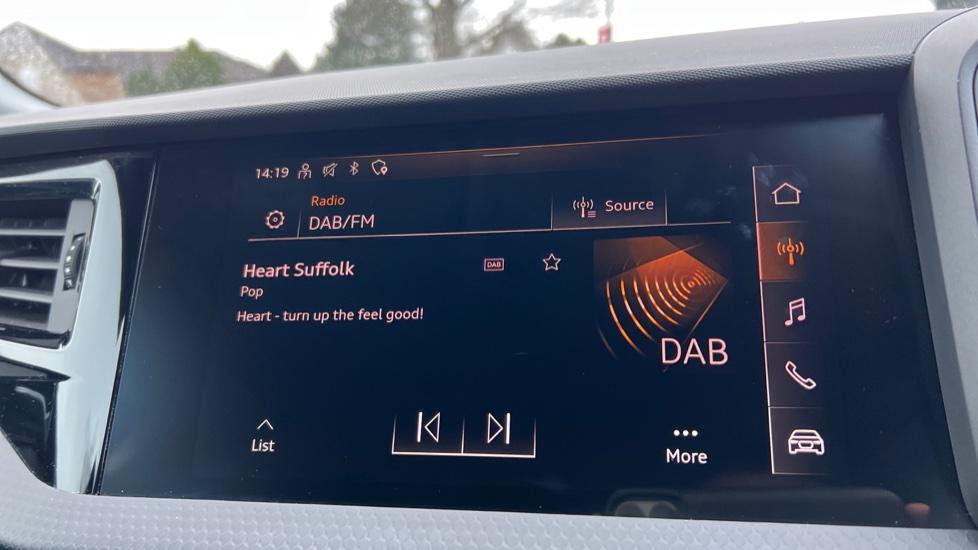 14:19
Radio
DAB/FM
Source
Heart Suffolk
DAB
Pop
Heart - turn up the feel good!
DAB
List
More